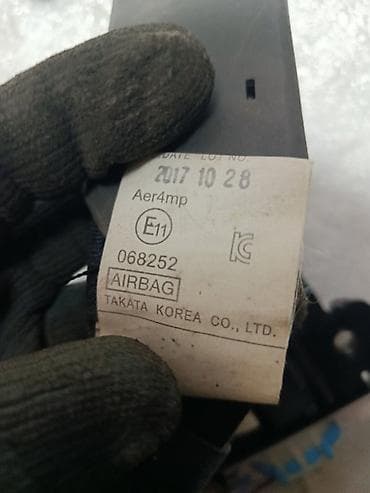 DATE LOT NO.
2017 10 28
Aer4mp
E11
068252
AIRBAG
TAKATA KOREA CO., LTD.